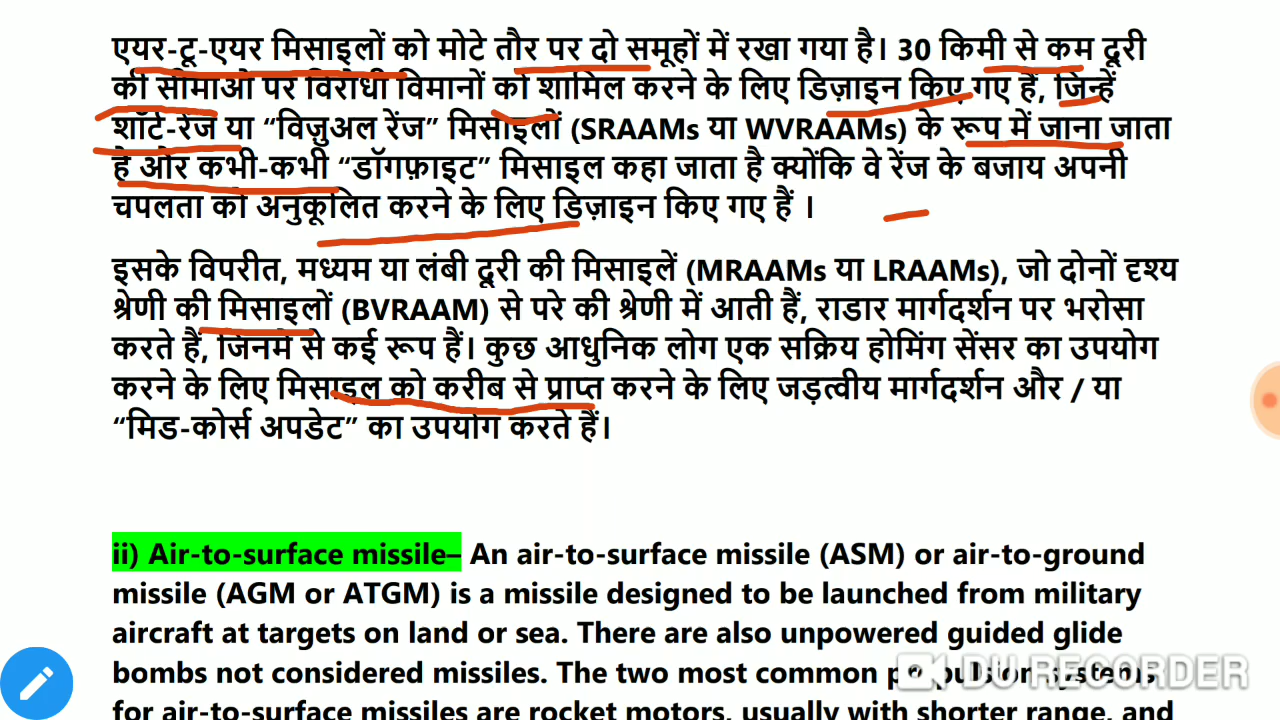 एयर-टू-एयर मिसाइलों को मोटे तौर पर दो समूहों में रखा गया है। 30 किमी से कम दूरी
की सीमाओं पर विरोधी विमानों को शामिल करने के लिए डिज़ाइन किए गए हैं, जिन्हें
शॉर्ट-रेंज या “विज़ुअल रेंज” मिसाइलों (SRAAMs या WVRAAMs) के रूप में जाना जाता
है और कभी-कभी “डॉगफ़ाइट” मिसाइल कहा जाता है क्योंकि वे रेंज के बजाय अपनी
चपलता को अनुकूलित करने के लिए डिज़ाइन किए गए हैं ।
इसके विपरीत, मध्यम या लंबी दूरी की मिसाइलें (MRAAMs या LRAAMs), जो दोनों दृश्य
श्रेणी की मिसाइलों (BVRAAM) से परे की श्रेणी में आती हैं, राडार मार्गदर्शन पर भरोसा
करते हैं, जिनमें से कई रूप हैं। कुछ आधुनिक लोग एक सक्रिय होमिंग सेंसर का उपयोग
करने के लिए मिसाइल को करीब से प्राप्त करने के लिए जड़त्वीय मार्गदर्शन और / या
“मिड-कोर्स अपडेट” का उपयोग करते हैं।
ii) Air-to-surface missile– An air-to-surface missile (ASM) or air-to-ground
missile (AGM or ATGM) is a missile designed to be launched from military
aircraft at targets on land or sea. There are also unpowered guided glide
bombs not considered missiles. The two most common propulsion systems
for air-to-surface missiles are rocket motors, usually with shorter range, and
DU RECORDER